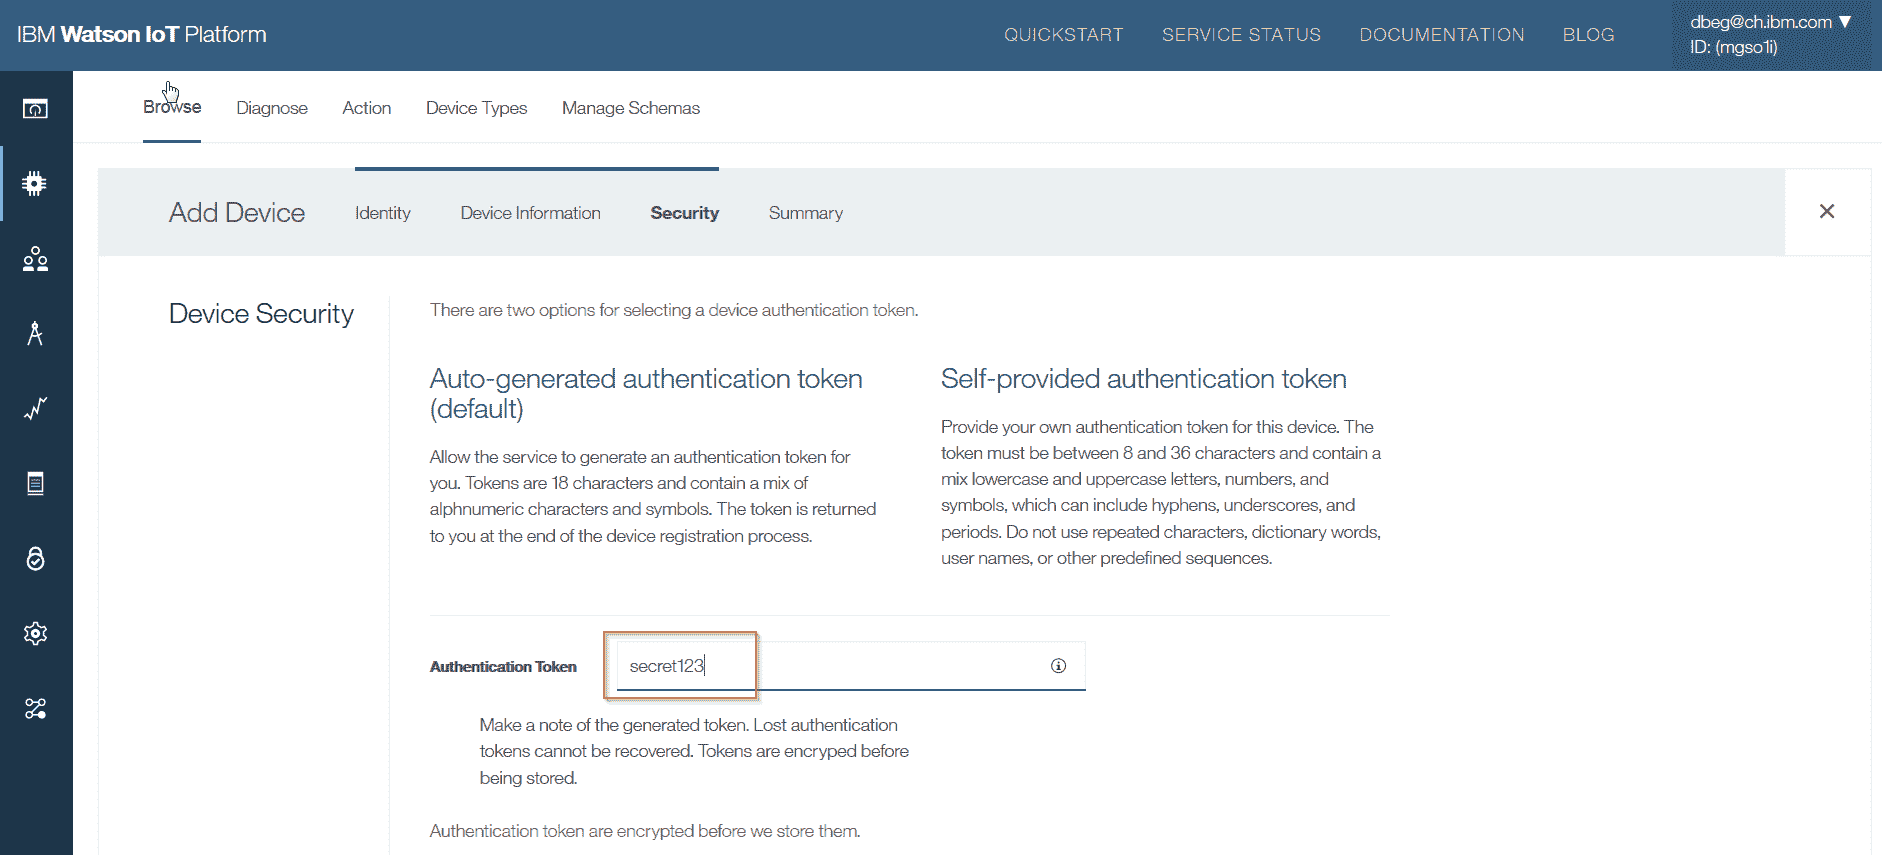 IBM Watson IoT Platform
QUICKSTART SERVICE STATUS DOCUMENTATION BLOG
dbeg@ch.ibm.com ▼
ID: (mgso1i)
Browse Diagnose Action Device Types Manage Schemas
Add Device Identity Device Information Security Summary
Device Security
There are two options for selecting a device authentication token.
Auto-generated authentication token
(default)
Allow the service to generate an authentication token for
you. Tokens are 18 characters and contain a mix of
alphnumeric characters and symbols. The token is returned
to you at the end of the device registration process.
Self-provided authentication token
Provide your own authentication token for this device. The
token must be between 8 and 36 characters and contain a
mix lowercase and uppercase letters, numbers, and
symbols, which can include hyphens, underscores, and
periods. Do not use repeated characters, dictionary words,
user names, or other predefined sequences.
Authentication Token secret123
Make a note of the generated token. Lost authentication
tokens cannot be recovered. Tokens are encryped before
being stored.
Authentication token are encrypted before we store them.